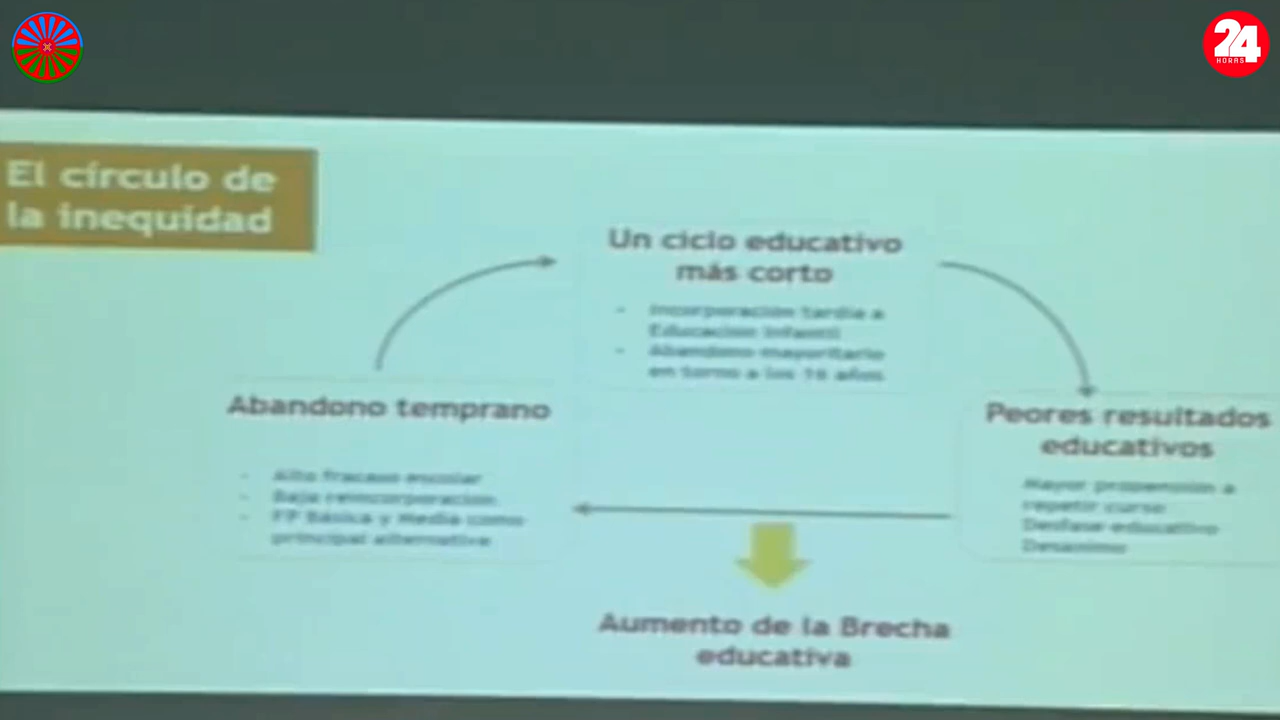 24
HORAS
El círculo de
la inequidad
Un ciclo educativo
más corto
- Incorporación tardía a
Educación Infantil
- Abandono mayoritario
en torno a los 16 años
Abandono temprano
- Alto fracaso escolar
- Baja reincorporación
- FP Básica y Media como
principal alternativa
Peores resultados
educativos
Mayor propensión a
repetir curso
Desfase educativo
Desánimo
Aumento de la Brecha
educativa